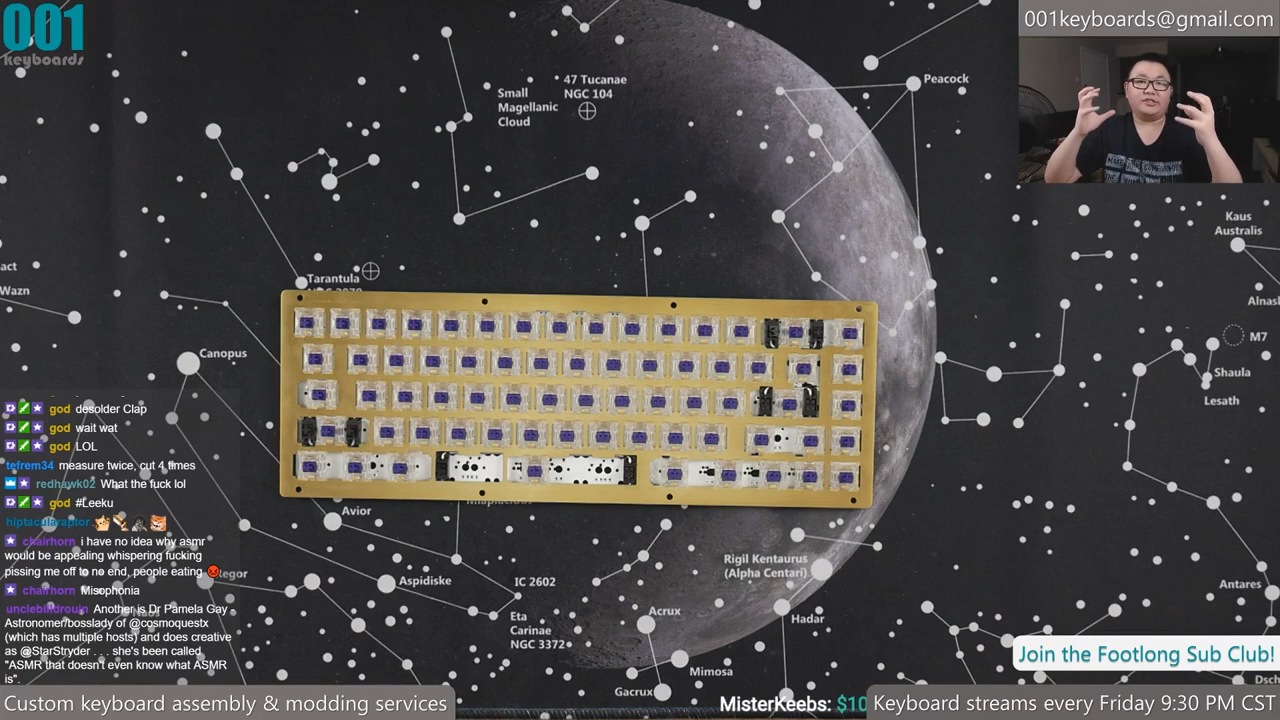 001
keyboards
001keyboards@gmail.com
47 Tucanae
NGC 104
Small
Magellanic
Cloud
Peacock
Kaus
Australis
Tarantula
Wazn
M7
Canopus
Shaula
Lesath
god desolder Clap
god wait wat
god LOL
tefrem34 measure twice, cut 4 times
redhawk02 What the fuck lol
god #Leeku
hiptacularaptor
chairhorn i have no idea why asmr
would be appealing whispering fucking
pissing me off to no end, people eating
chairhorn Misophonia
Another is Dr Pamela Gay -
Astronomer/bosslady of @cosmoquestx
(which has multiple hosts) and does creative
as @StarStryder . . . she's been called
"ASMR that doesn't even know what ASMR
is".
Avior
Aspidiske
IC 2602
Eta
Carinae
NGC 3372
Rigil Kentaurus
(Alpha Centari)
Acrux
Hadar
Mimosa
Gacrux
Antares
Join the Footlong Sub Club!
Custom keyboard assembly & modding services
MisterKeebs: $10
Keyboard streams every Friday 9:30 PM CST